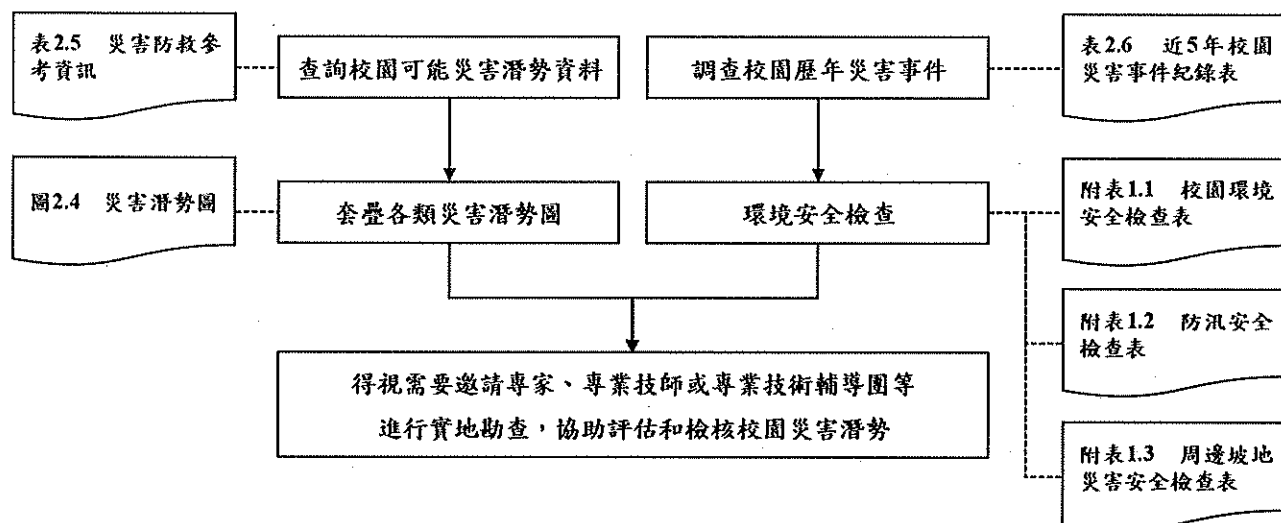 表2.5 災害防救參
考資訊
查詢校園可能災害潛勢資料
調查校園歷年災害事件
表2.6 近5年校園
災害事件紀錄表
圖2.4 災害潛勢圖
套疊各類災害潛勢圖
環境安全檢查
附表1.1 校園環境
安全檢查表
附表1.2 防汛安全
檢查表
得視需要邀請專家、專業技師或專業技術輔導團等
進行實地勘查,協助評估和檢核校園災害潛勢
附表1.3 周邊坡地
災害安全檢查表